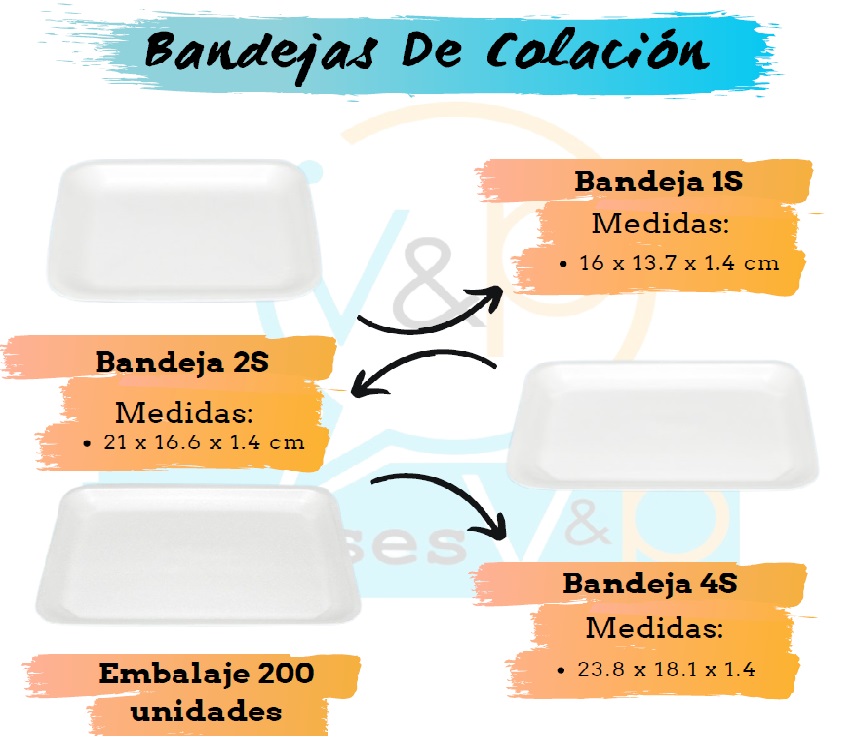 Bandejas De Colación
Bandeja 1S
Medidas:
• 16 x 13.7 x 1.4 cm
Bandeja 2S
Medidas:
• 21 x 16.6 x 1.4 cm
Bandeja 4S
Medidas:
• 23.8 x 18.1 x 1.4
Embalaje 200
unidades
v&p
v&p